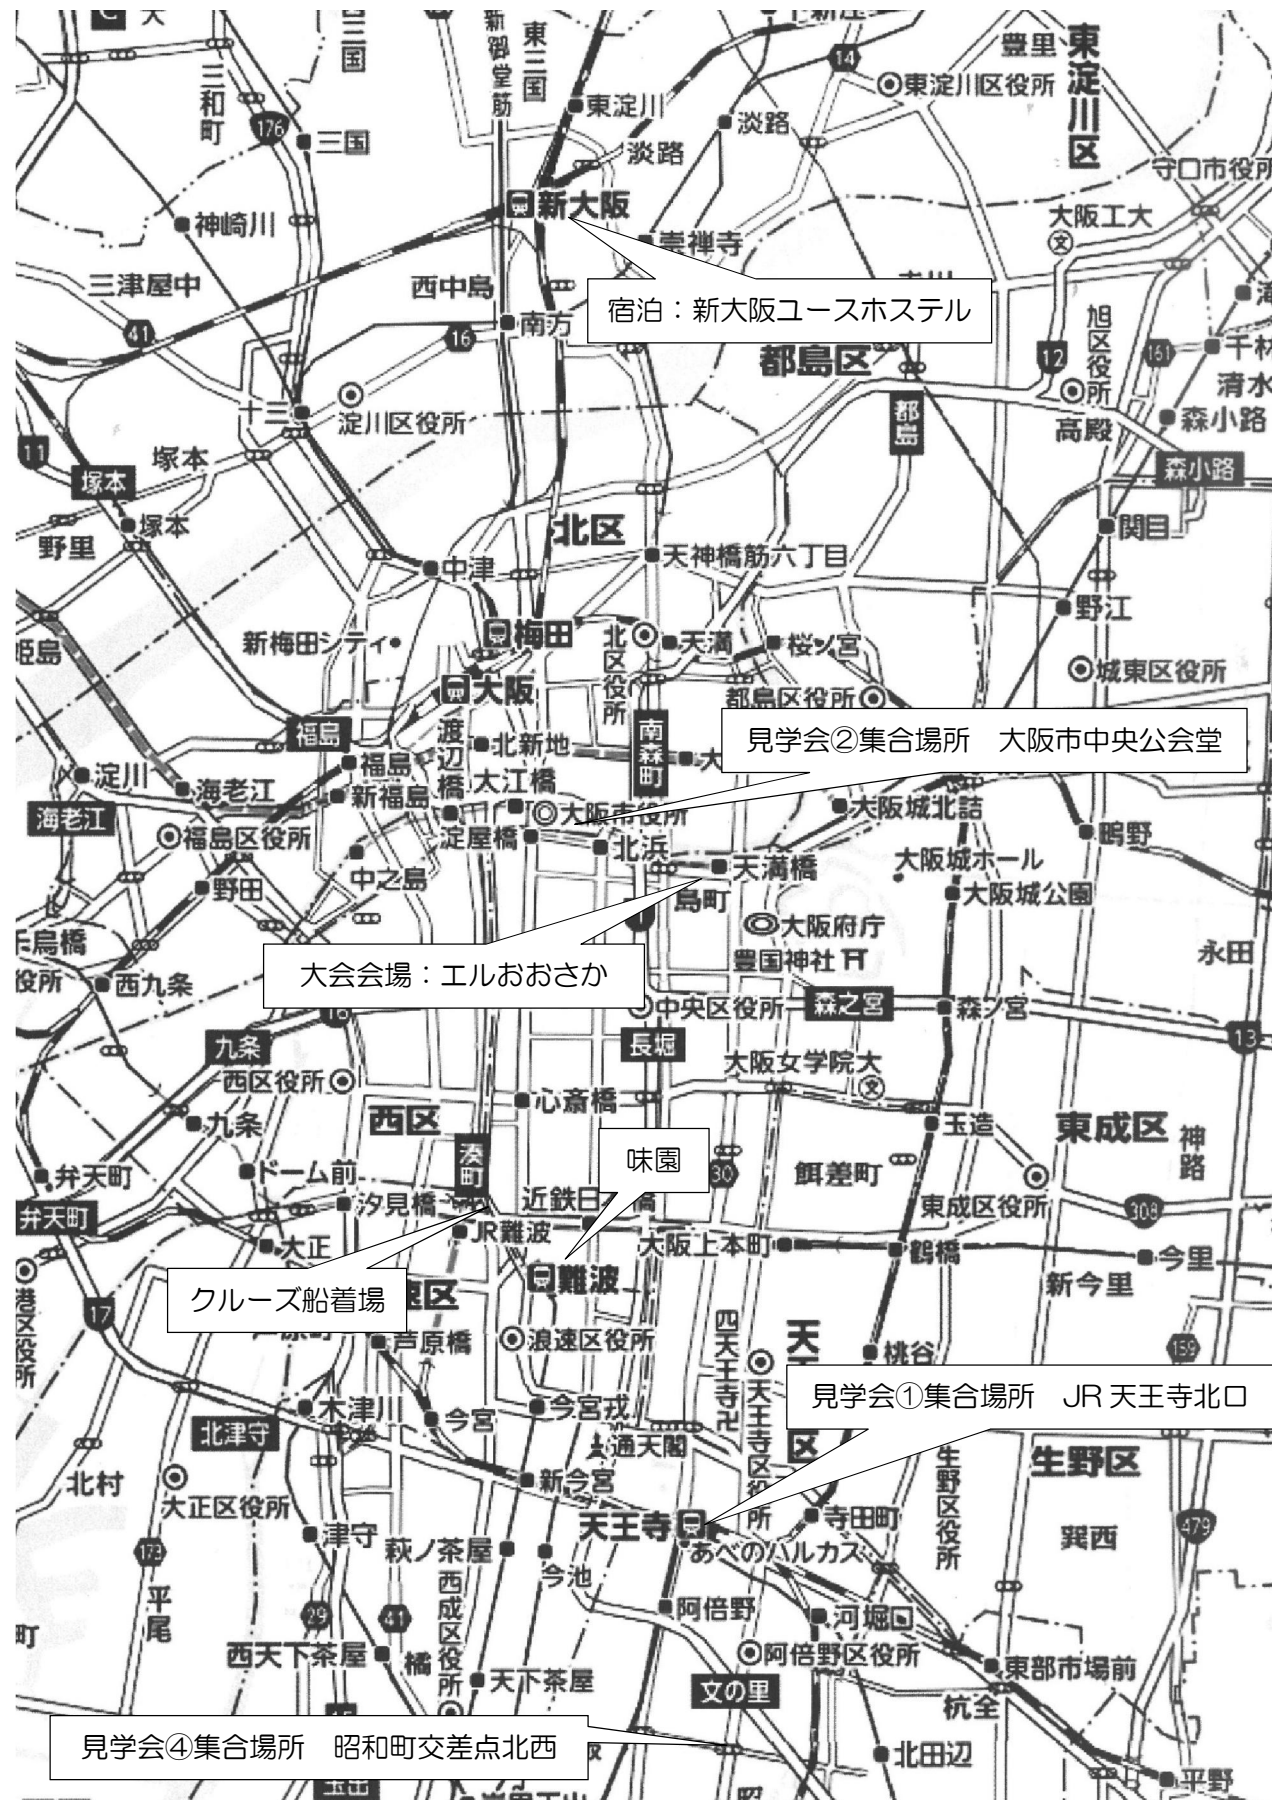 三国
新御堂筋
東三国
14
豊里
東淀川区
東淀川区役所
三和町
176
三国
東淀川
淡路
淡路
守口市役所
新大阪
大阪工大
文
神崎川
崇禅寺
三津屋中
西中島
宿泊：新大阪ユースホステル
41
16
南方
旭区役所
12
161
都島区
清水
十三
淀川区役所
都島
高殿
森小路
11
塚本
塚本
森小路
塚本
野里
北区
関目
中津
天神橋筋六丁目
野江
新梅田シティ
梅田
北区役所
天満
桜ノ宮
姫島
城東区役所
大阪
都島区役所
福島
渡辺橋
北新地
南森町
見学会②集合場所　大阪市中央公会堂
淀川
海老江
福島
新福島
大江橋
大阪市役所
大阪城北詰
海老江
福島区役所
淀屋橋
北浜
鴫野
中之島
天満橋
大阪城ホール
野田
島町
大阪城公園
1
大阪府庁
豊国神社
永田
大会会場：エルおおさか
西九条
中央区役所
森之宮
森ノ宮
九条
長堀
13
西区役所
大阪女学院大
文
心斎橋
西区
九条
玉造
東成区
神路
湊町
味園
弁天町
ドーム前
30
餌差町
弁天町
汐見橋
近鉄日
橋
東成区役所
308
大正
JR難波
大阪上本町
鶴橋
今里
新今里
クルーズ船着場
速区
難波
港区役所
17
芦原橋
浪速区役所
四天王寺卍
天王寺区役所
桃谷
159
見学会①集合場所　JR 天王寺北口
木津川
今宮
今宮戎
北津守
通天閣
区
生野区
北村
大正区役所
新今宮
生野区役所
天王寺
寺田町
479
津守
萩ノ茶屋
あべのハルカス
巽西
173
今池
平尾
西成区役所
阿倍野
河堀口
29
41
町
西天下茶屋
橘
阿倍野区役所
東部市場前
天下茶屋
文の里
杭全
見学会④集合場所　昭和町交差点北西
北田辺
平野